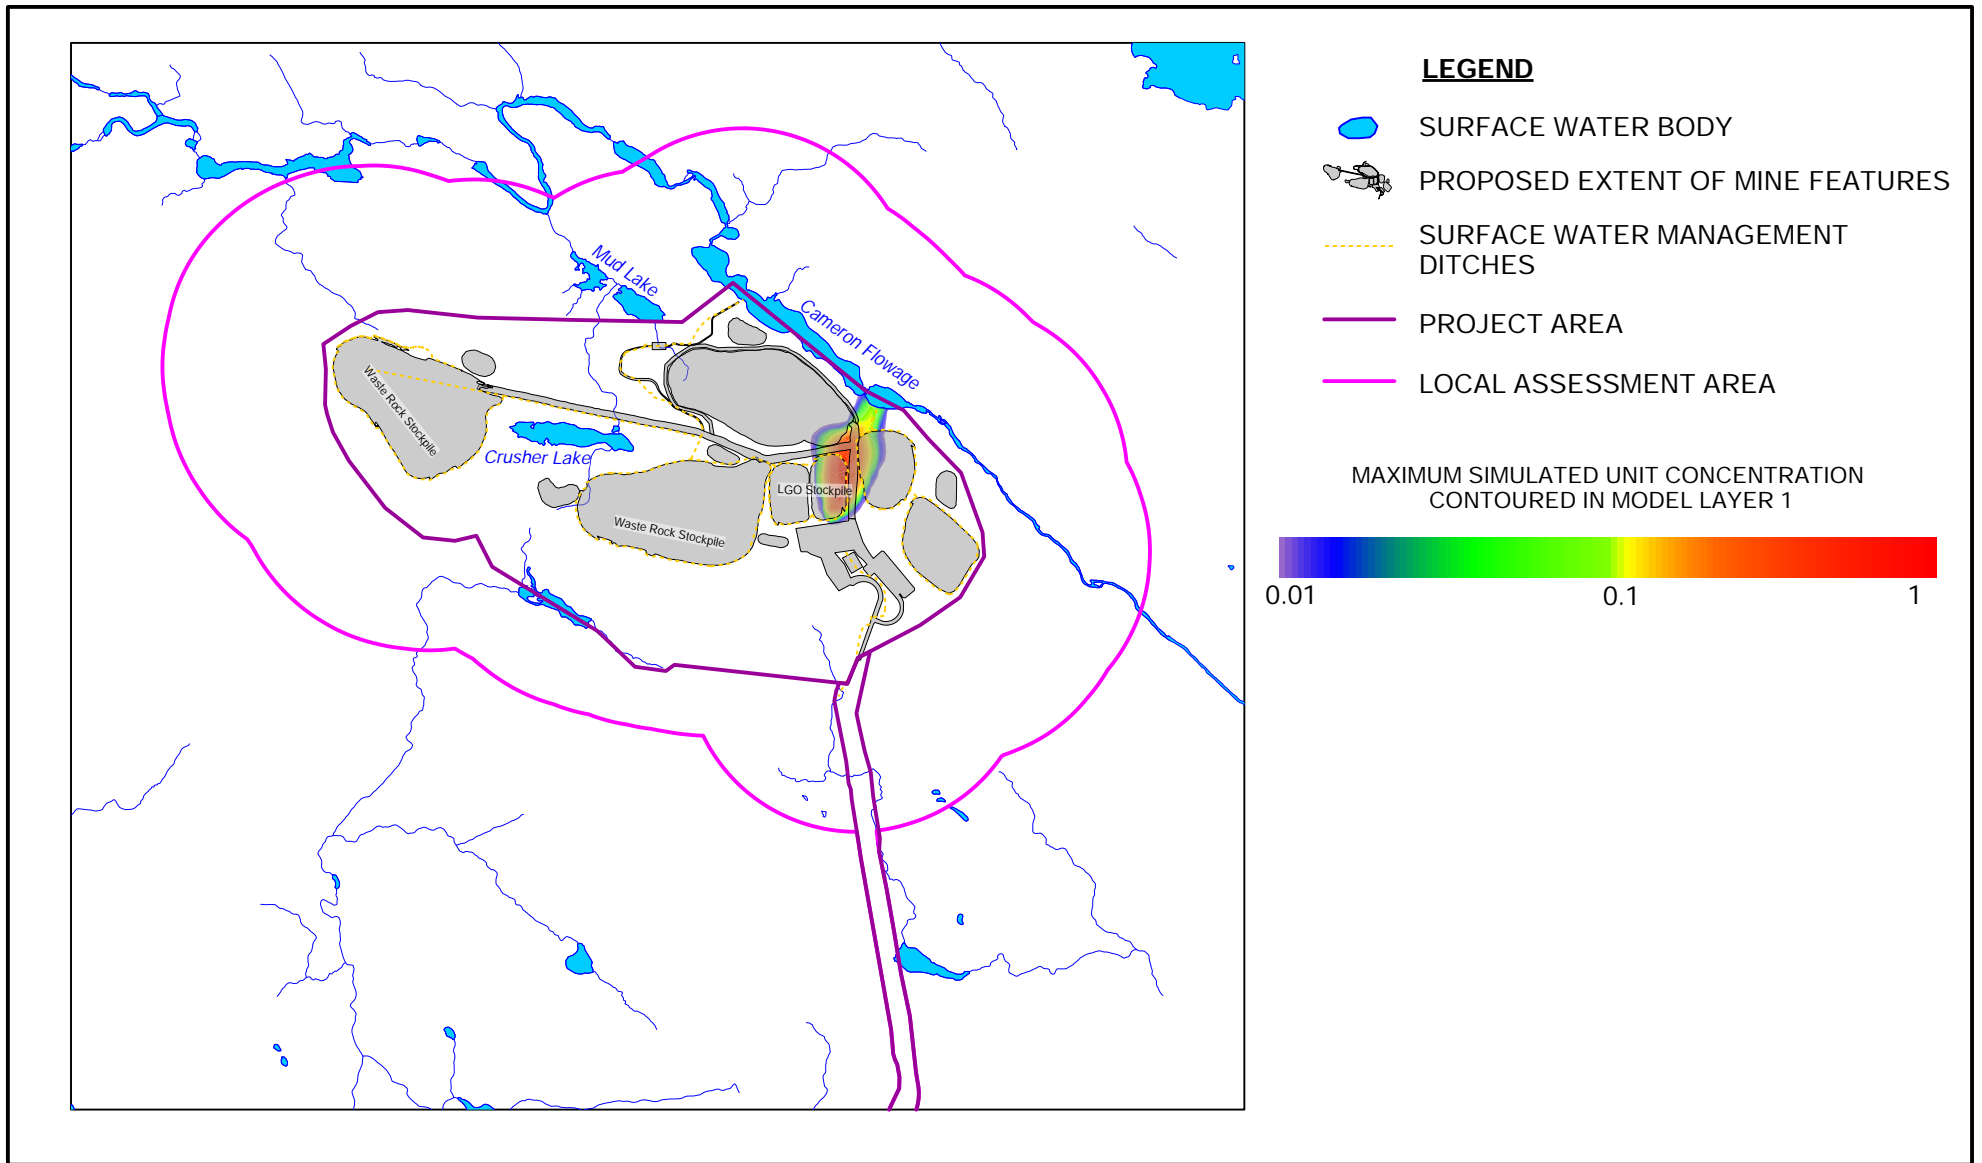 LEGEND
SURFACE WATER BODY
PROPOSED EXTENT OF MINE FEATURES
SURFACE WATER MANAGEMENT
DITCHES
PROJECT AREA
LOCAL ASSESSMENT AREA
MAXIMUM SIMULATED UNIT CONCENTRATION
CONTOURED IN MODEL LAYER 1
0.01 0.1 1
Mud Lake
Cameron Flowage
Waste Rock Stockpile
Crusher Lake
LGO Stockpile
Waste Rock Stockpile